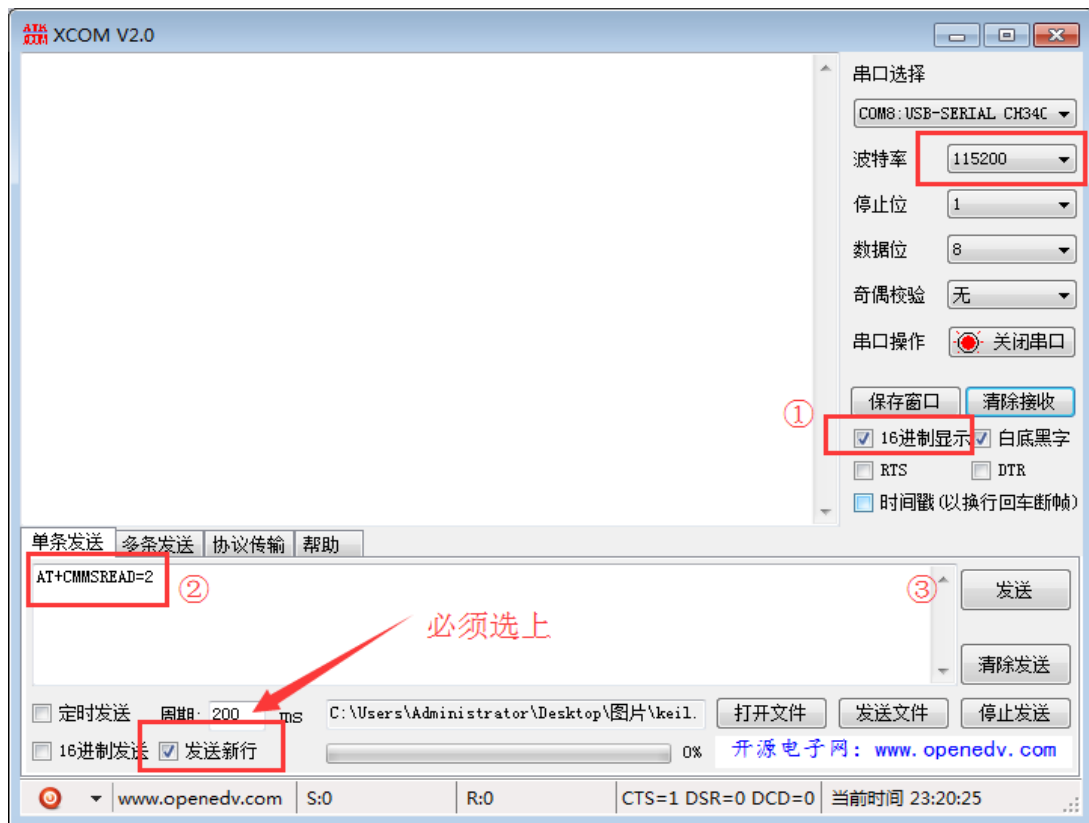 ATK COM XCOM V2.0
串口选择
COM8:USB-SERIAL CH34
波特率 115200
停止位 1
数据位 8
奇偶校验 无
串口操作 关闭串口
保存窗口 清除接收
① 16进制显示 白底黑字
RTS DTR
时间戳(以换行回车断帧)
单条发送 多条发送 协议传输 帮助
AT+CMMSREAD=2
② ③ 发送
必须选上
清除发送
定时发送 周期: 200 ms C:\Users\Administrator\Desktop\图片\keil. 打开文件 发送文件 停止发送
16进制发送 发送新行 0% 开源电子网: www.openedv.com
www.openedv.com S:0 R:0 CTS=1 DSR=0 DCD=0 当前时间 23:20:25